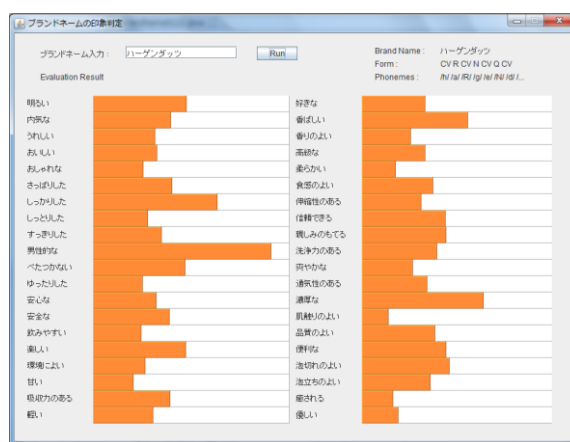 ブランドネームの印象判定
ブランドネーム入力： ハーゲンダッツ Run
Brand Name : ハーゲンダッツ
Form : CV R CV N CV Q CV
Phonemes : /h/ /a/ /R/ /g/ /e/ /N/ /d/ /...
Evaluation Result
明るい
内気な
うれしい
おいしい
おしゃれな
さっぱりした
しっかりした
しっとりした
すっきりした
男性的な
べたつかない
ゆったりした
安心な
安全な
飲みやすい
楽しい
環境によい
甘い
吸収力のある
軽い
好きな
香ばしい
香りのよい
高級な
柔らかい
食感のよい
伸縮性のある
信頼できる
親しみのもてる
洗浄力のある
爽やかな
通気性のある
濃厚な
肌触りのよい
品質のよい
便利な
泡切れのよい
泡立ちのよい
癒される
優しい